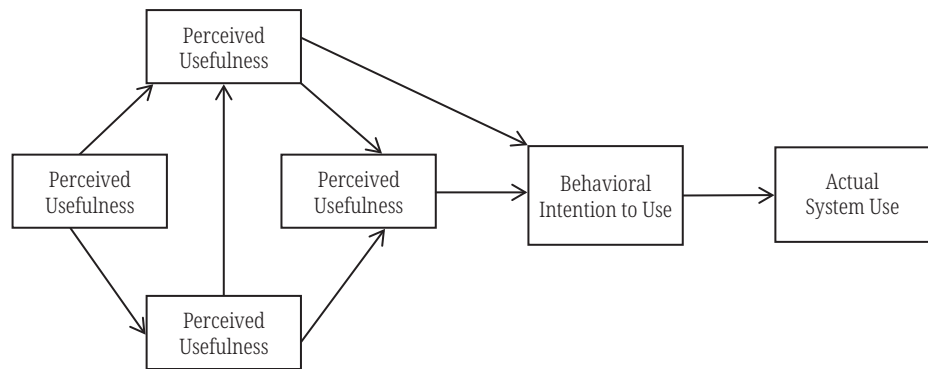 Perceived
Usefulness
Perceived
Usefulness
Perceived
Usefulness
Behavioral
Intention to Use
Actual
System Use
Perceived
Usefulness